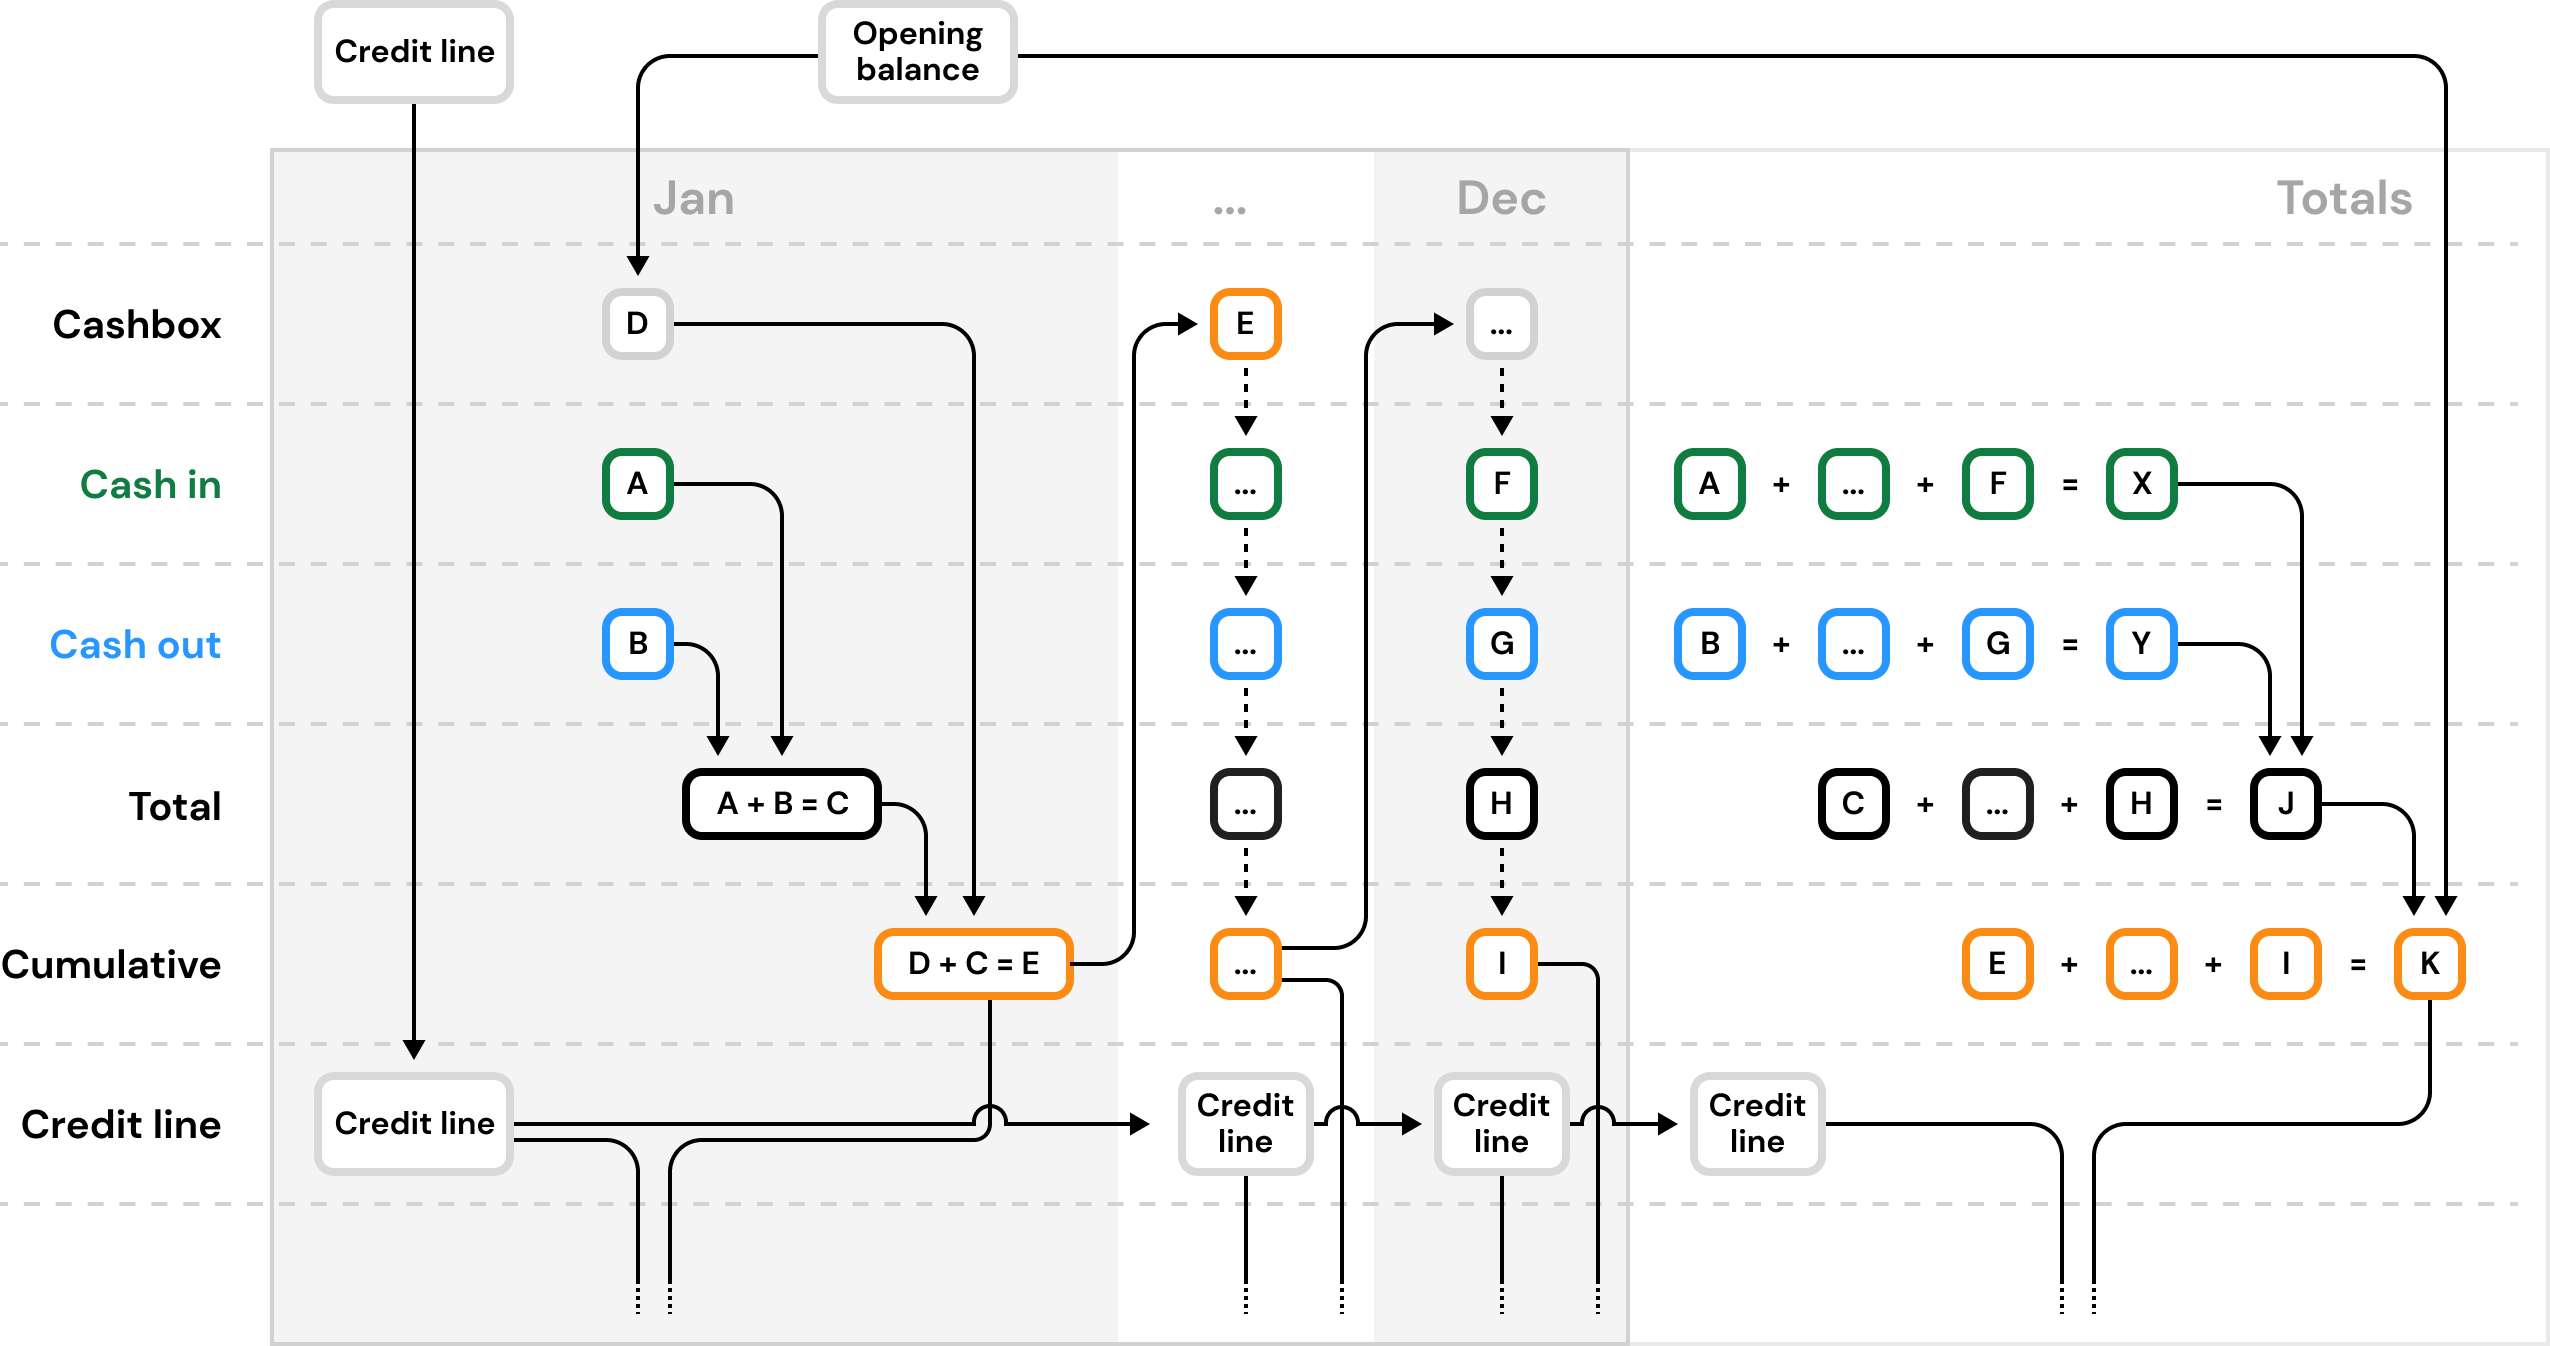 Credit line
Opening
balance
Jan
...
Dec
Totals
Cashbox
D
E
...
Cash in
A
...
F
A + ... + F = X
Cash out
B
...
G
B + ... + G = Y
Total
A + B = C
...
H
C + ... + H = J
Cumulative
D + C = E
...
I
E + ... + I = K
Credit line
Credit line
Credit
line
Credit
line
Credit
line